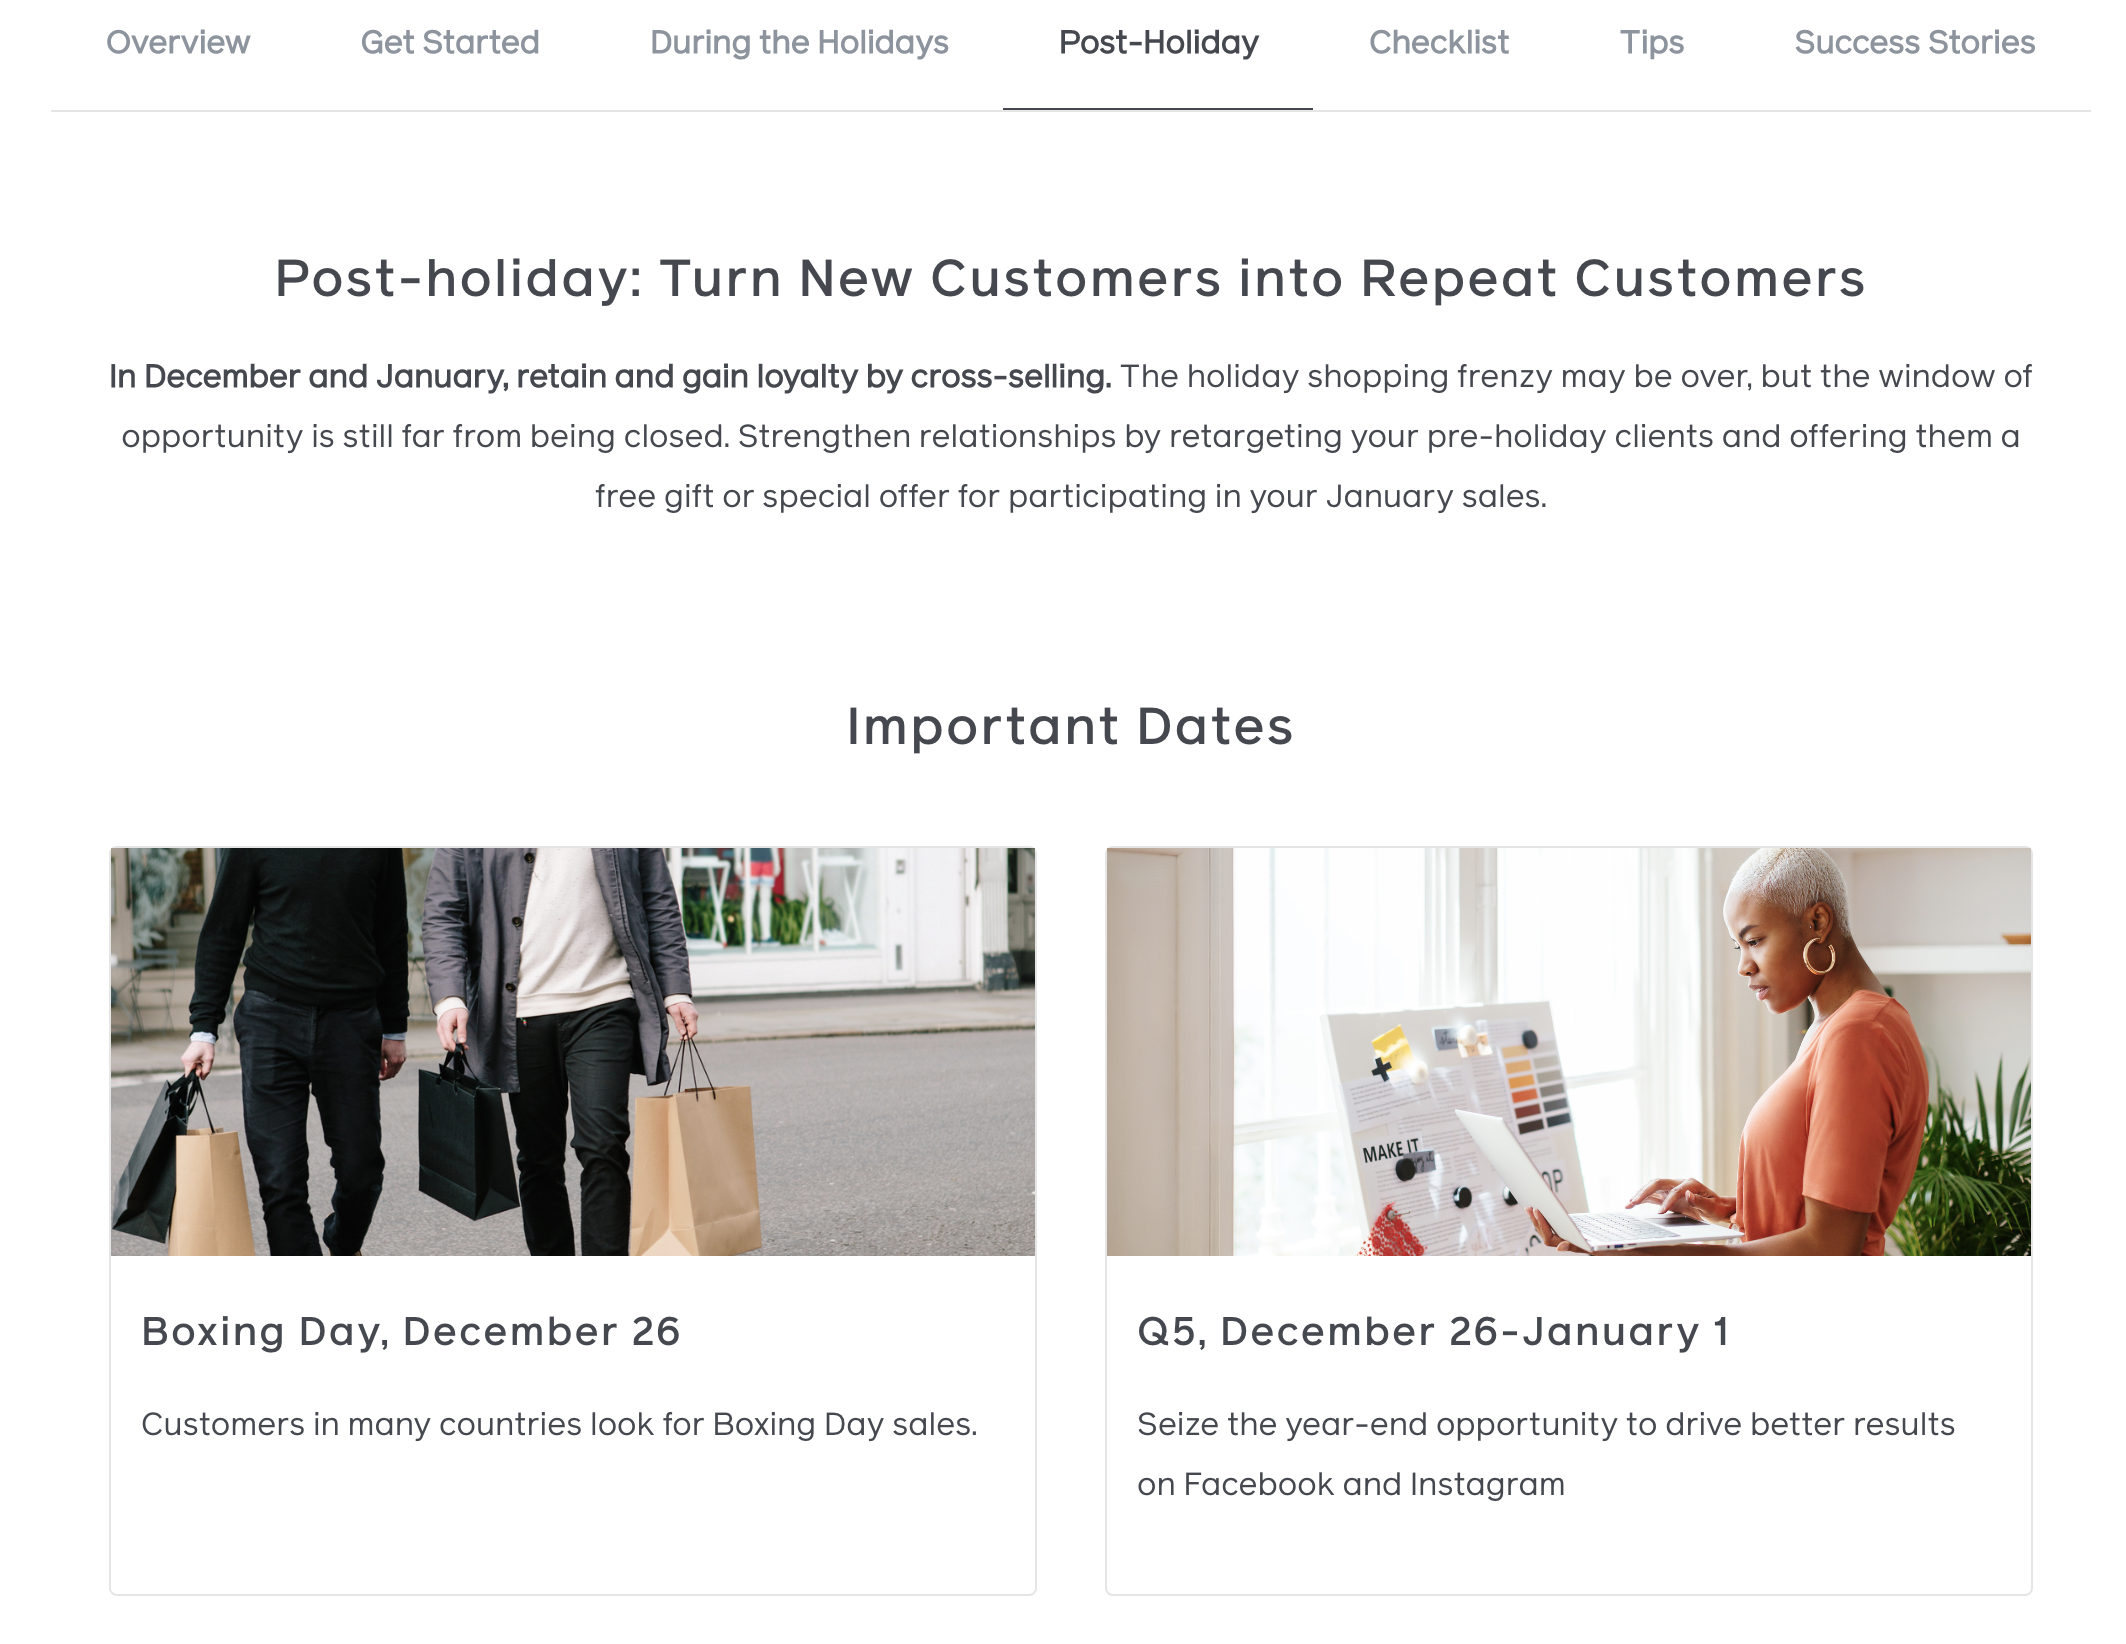 Overview Get Started During the Holidays Post-Holiday Checklist Tips Success Stories
Post-holiday: Turn New Customers into Repeat Customers
In December and January, retain and gain loyalty by cross-selling. The holiday shopping frenzy may be over, but the window of
opportunity is still far from being closed. Strengthen relationships by retargeting your pre-holiday clients and offering them a
free gift or special offer for participating in your January sales.
Important Dates
MAKE IT
Boxing Day, December 26
Customers in many countries look for Boxing Day sales.
Q5, December 26-January 1
Seize the year-end opportunity to drive better results
on Facebook and Instagram